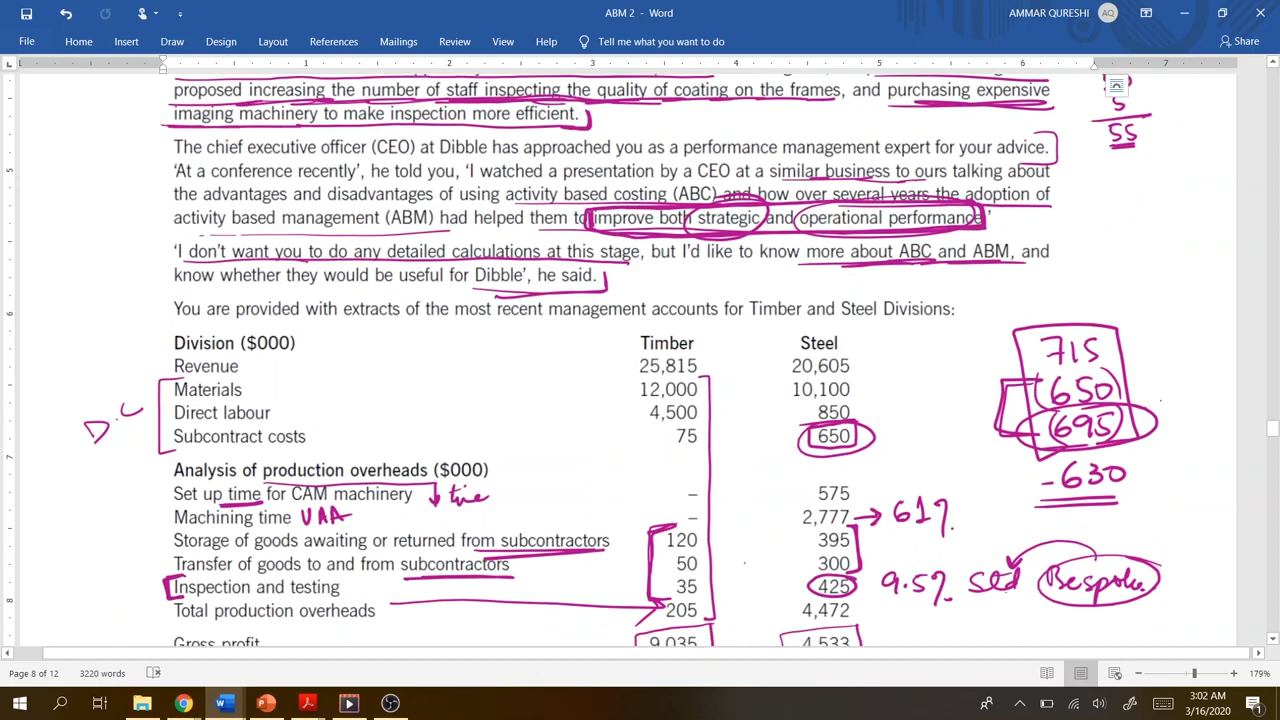 ABM 2 - Word
AMMAR QURESHI AQ
File Home Insert Draw Design Layout References Mailings Review View Help Tell me what you want to do Share
1 1 2 3 4 5 6 7
proposed increasing the number of staff inspecting the quality of coating on the frames, and purchasing expensive
imaging machinery to make inspection more efficient.
5
55
The chief executive officer (CEO) at Dibble has approached you as a performance management expert for your advice.
‘At a conference recently’, he told you, ‘I watched a presentation by a CEO at a similar business to ours talking about
the advantages and disadvantages of using activity based costing (ABC) and how over several years the adoption of
activity based management (ABM) had helped them to improve both strategic and operational performance.’
‘I don’t want you to do any detailed calculations at this stage, but I’d like to know more about ABC and ABM, and
know whether they would be useful for Dibble’, he said.
You are provided with extracts of the most recent management accounts for Timber and Steel Divisions:
Division ($000) Timber Steel
Revenue 25,815 20,605
Materials 12,000 10,100
Direct labour 4,500 850
Subcontract costs 75 650
715
(650)
(695)
-630
Analysis of production overheads ($000)
Set up time for CAM machinery – 575
time
Machining time VAA – 2,777 → 61%
Storage of goods awaiting or returned from subcontractors 120 395
Transfer of goods to and from subcontractors 50 300
Inspection and testing 35 425 9.5% std Bespoke
Total production overheads 205 4,472
Gross profit 9,035 4,533
Page 8 of 12 3220 words 179%
3:02 AM
3/16/2020